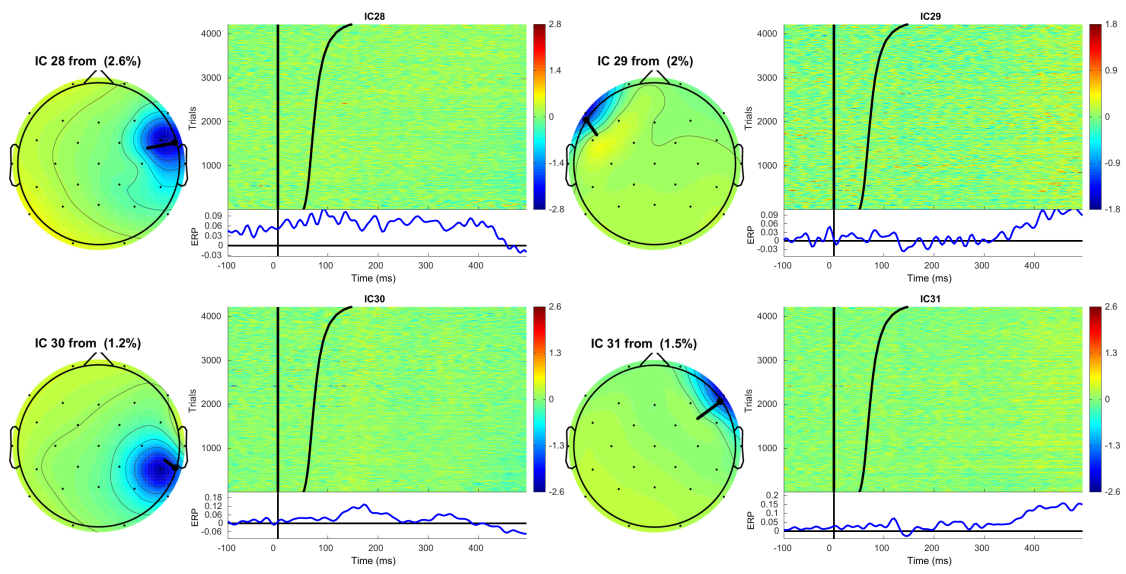 IC28
IC 28 from (2.6%)
Trials
4000
3000
2000
1000
2.8
1.4
0
-1.4
-2.8
ERP
0.09
0.06
0.03
0
-0.03
-100 0 100 200 300 400
Time (ms)
IC29
IC 29 from (2%)
Trials
4000
3000
2000
1000
1.8
0.9
0
-0.9
-1.8
ERP
0.09
0.06
0.03
0
-0.03
-100 0 100 200 300 400
Time (ms)
IC30
IC 30 from (1.2%)
Trials
4000
3000
2000
1000
2.6
1.3
0
-1.3
-2.6
ERP
0.18
0.12
0.06
0
-0.06
-100 0 100 200 300 400
Time (ms)
IC31
IC 31 from (1.5%)
Trials
4000
3000
2000
1000
2.6
1.3
0
-1.3
-2.6
ERP
0.2
0.15
0.1
0.05
0
-100 0 100 200 300 400
Time (ms)